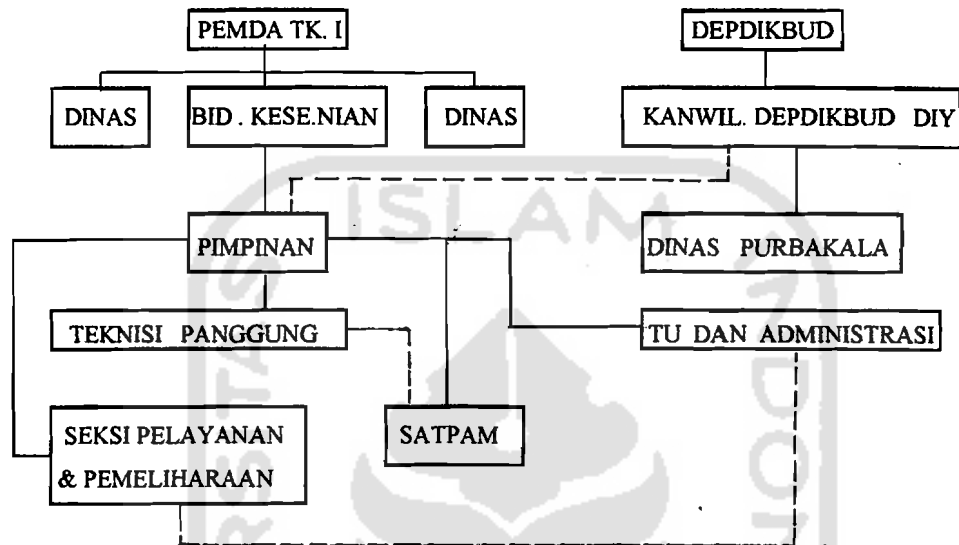 PEMDA TK. I
DEPDIKBUD
DINAS
BID . KESE.NIAN
DINAS
KANWIL. DEPDIKBUD DIY
PIMPINAN
DINAS PURBAKALA
TEKNISI PANGGUNG
TU DAN ADMINISTRASI
SEKSI PELAYANAN
& PEMELIHARAAN
SATPAM
ISLAM